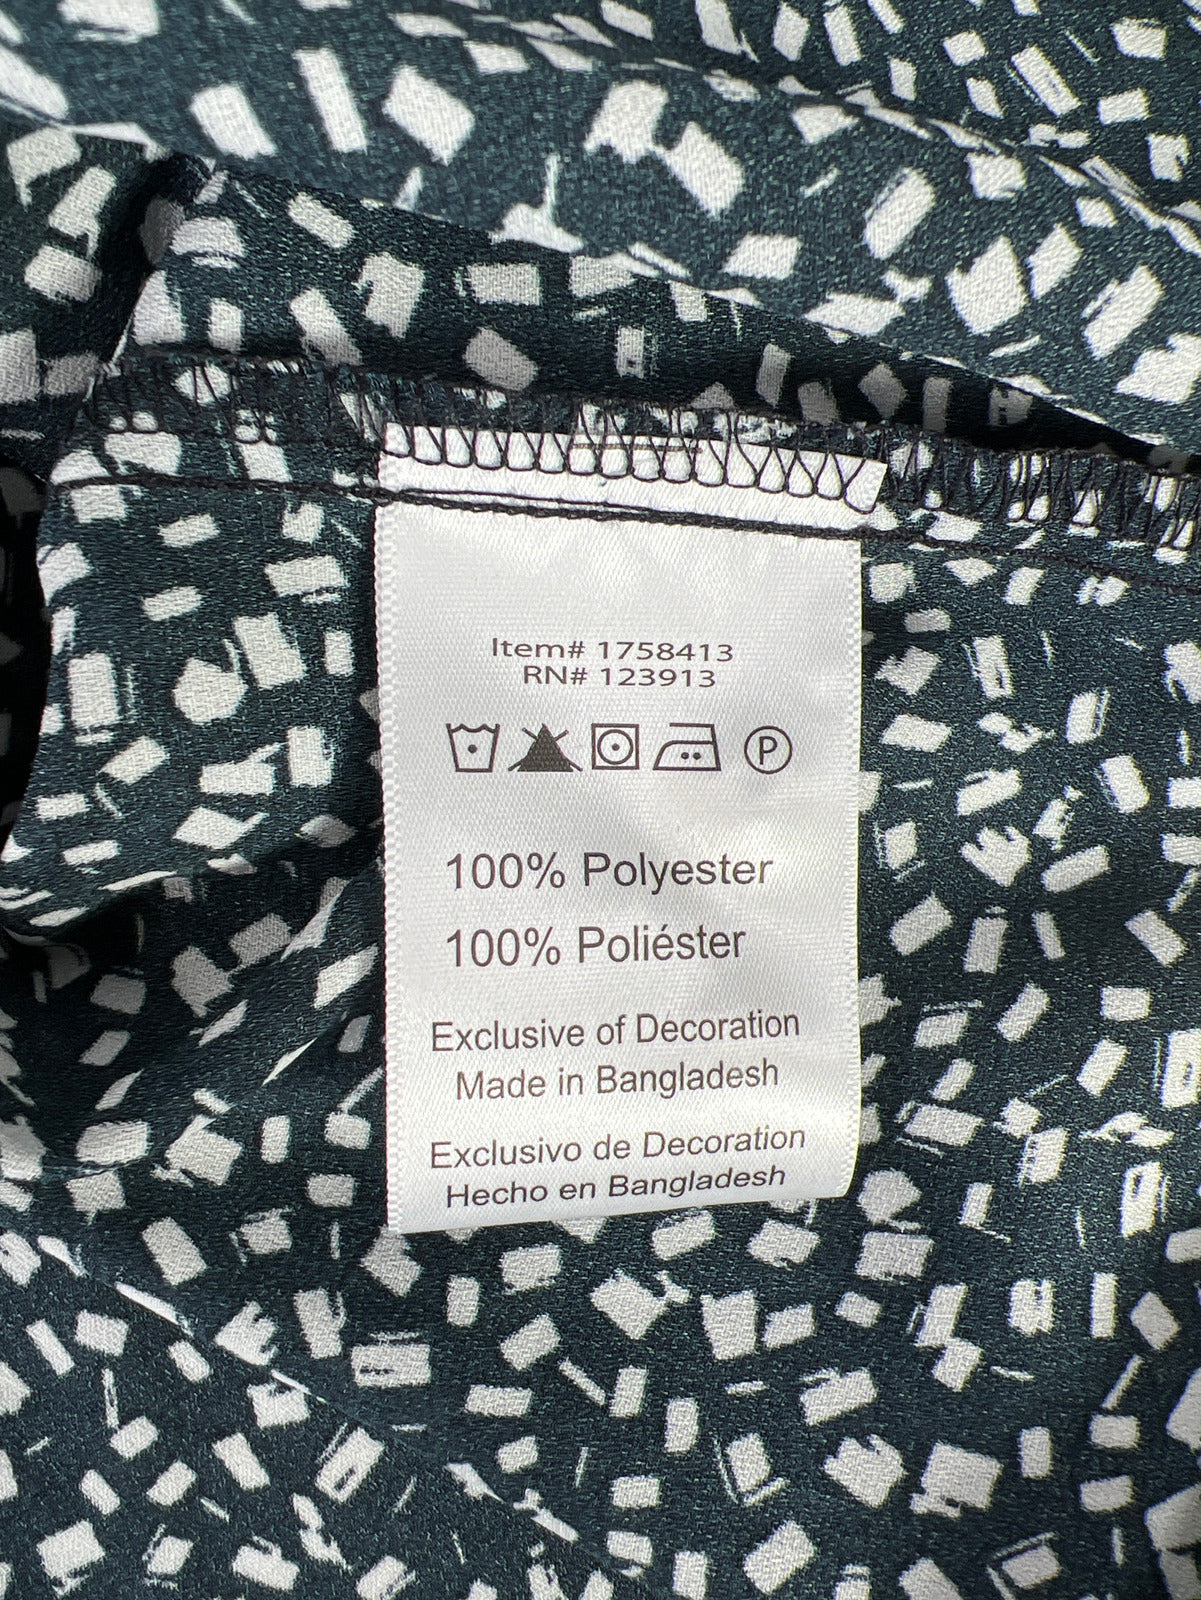 Item# 1758413
RN# 123913
P
100% Polyester
100% Poliéster
Exclusive of Decoration
Made in Bangladesh
Exclusivo de Decoration
Hecho en Bangladesh